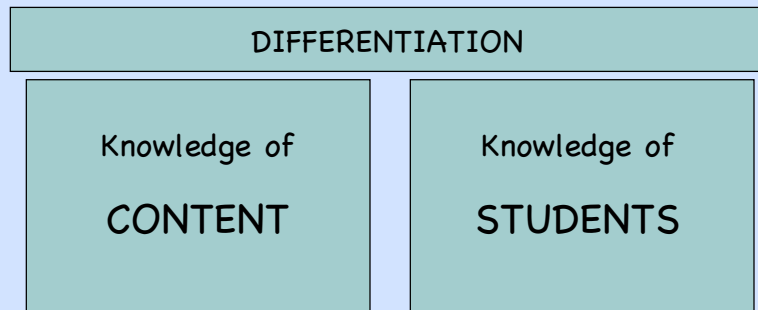 DIFFERENTIATION
Knowledge of
CONTENT
Knowledge of
STUDENTS